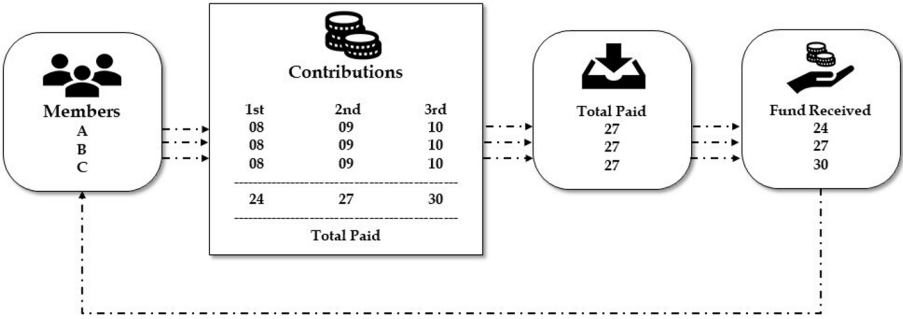 Members
A
B
C
Contributions
1st 2nd 3rd
08 09 10
08 09 10
08 09 10
24 27 30
Total Paid
Total Paid
27
27
27
Fund Received
24
27
30